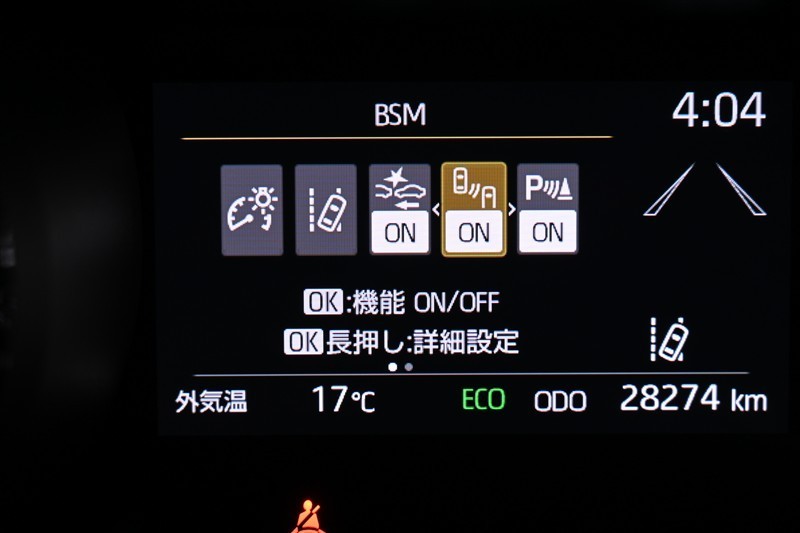 BSM
4:04
ON ON P ON
OK:機能 ON/OFF
OK長押し:詳細設定
外気温 17℃ ECO ODO 28274 km